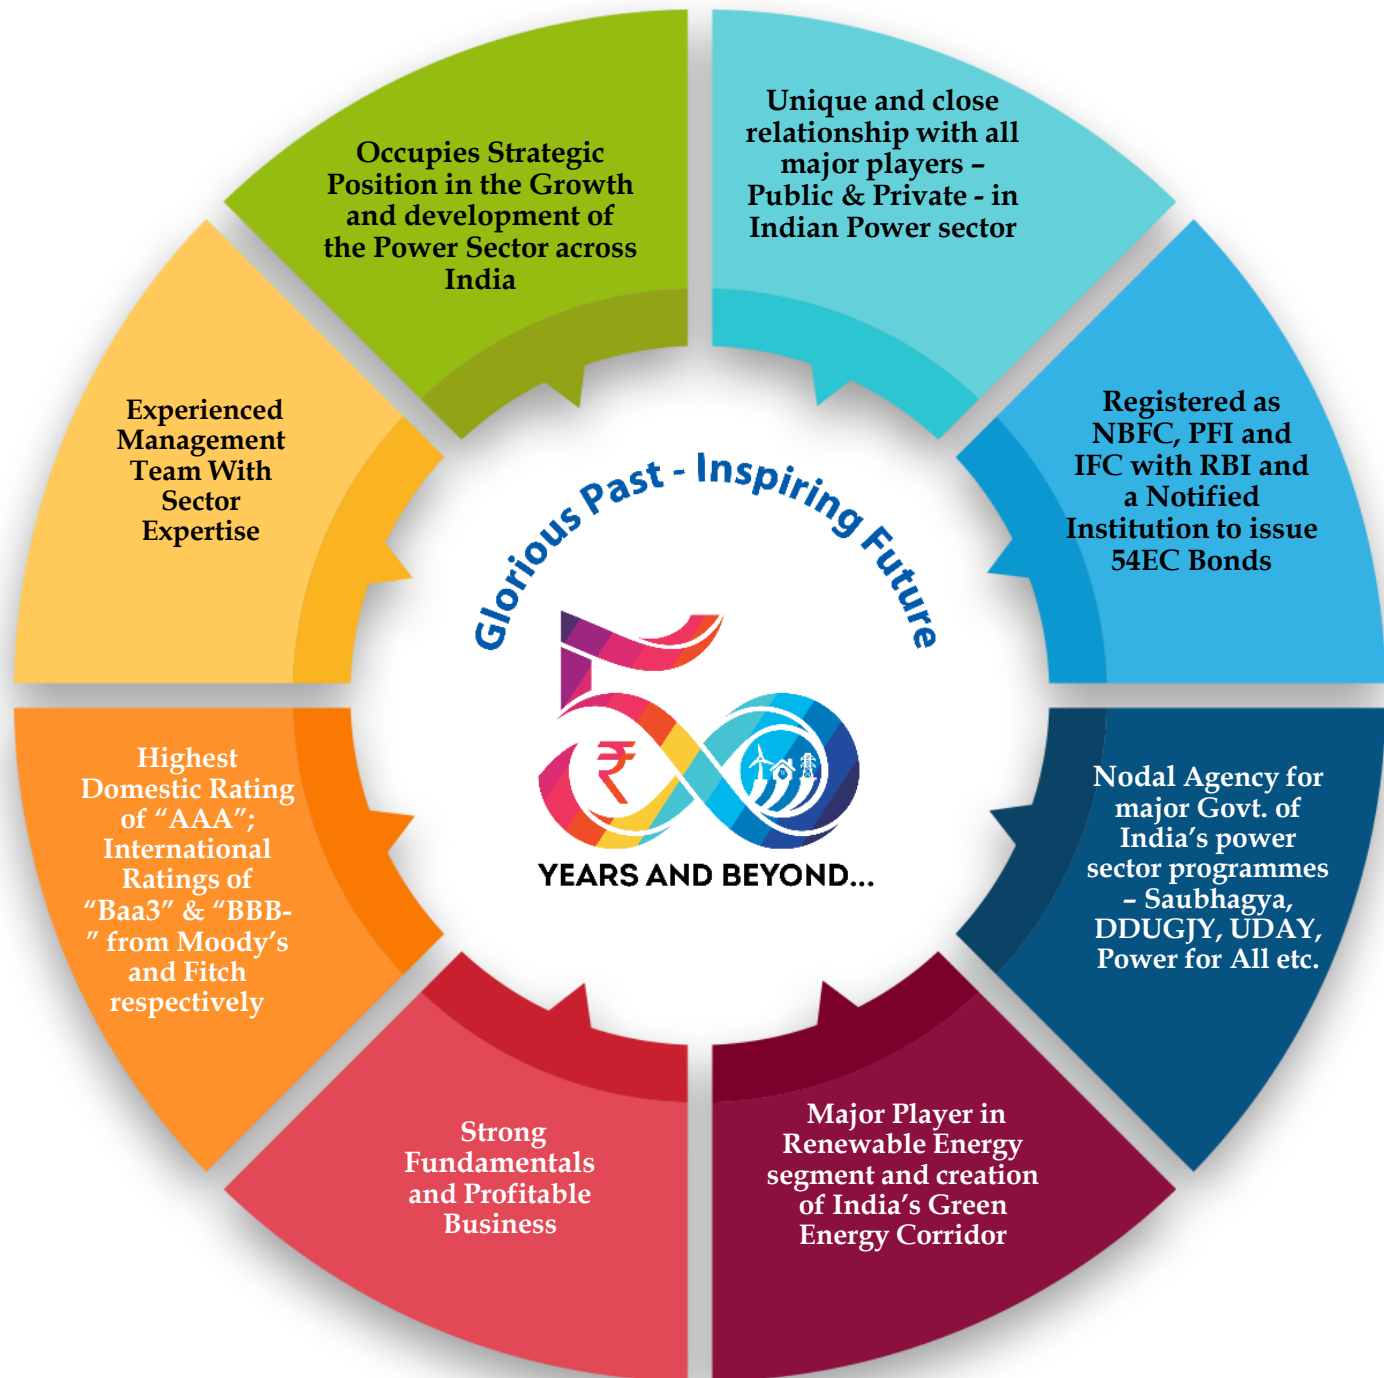 Unique and close
relationship with all
major players –
Public & Private - in
Indian Power sector
Registered as
NBFC, PFI and
IFC with RBI and
a Notified
Institution to issue
54EC Bonds
Nodal Agency for
major Govt. of
India’s power
sector programmes
– Saubhagya,
DDUGJY, UDAY,
Power for All etc.
Major Player in
Renewable Energy
segment and creation
of India’s Green
Energy Corridor
Strong
Fundamentals
and Profitable
Business
Highest
Domestic Rating
of “AAA”;
International
Ratings of
“Baa3” & “BBB-
” from Moody’s
and Fitch
respectively
Experienced
Management
Team With
Sector
Expertise
Occupies Strategic
Position in the Growth
and development of
the Power Sector across
India
Glorious Past - Inspiring Future
50
₹
YEARS AND BEYOND...